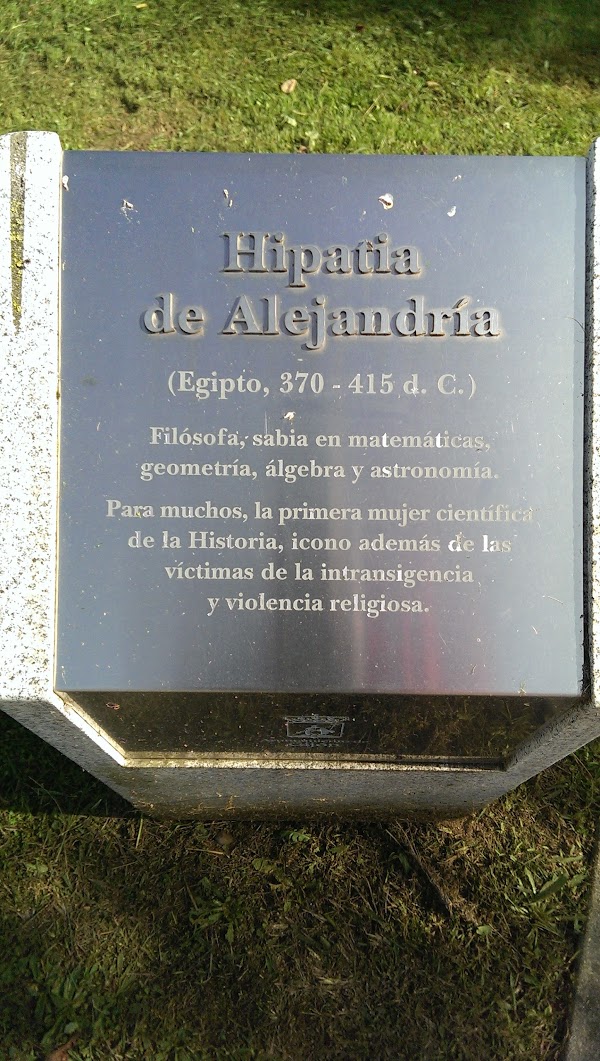 Hipatia
de Alejandría
(Egipto, 370 - 415 d. C.)
Filósofa, sabia en matemáticas,
geometría, álgebra y astronomía.
Para muchos, la primera mujer científica
de la Historia, icono además de las
víctimas de la intransigencia
y violencia religiosa.